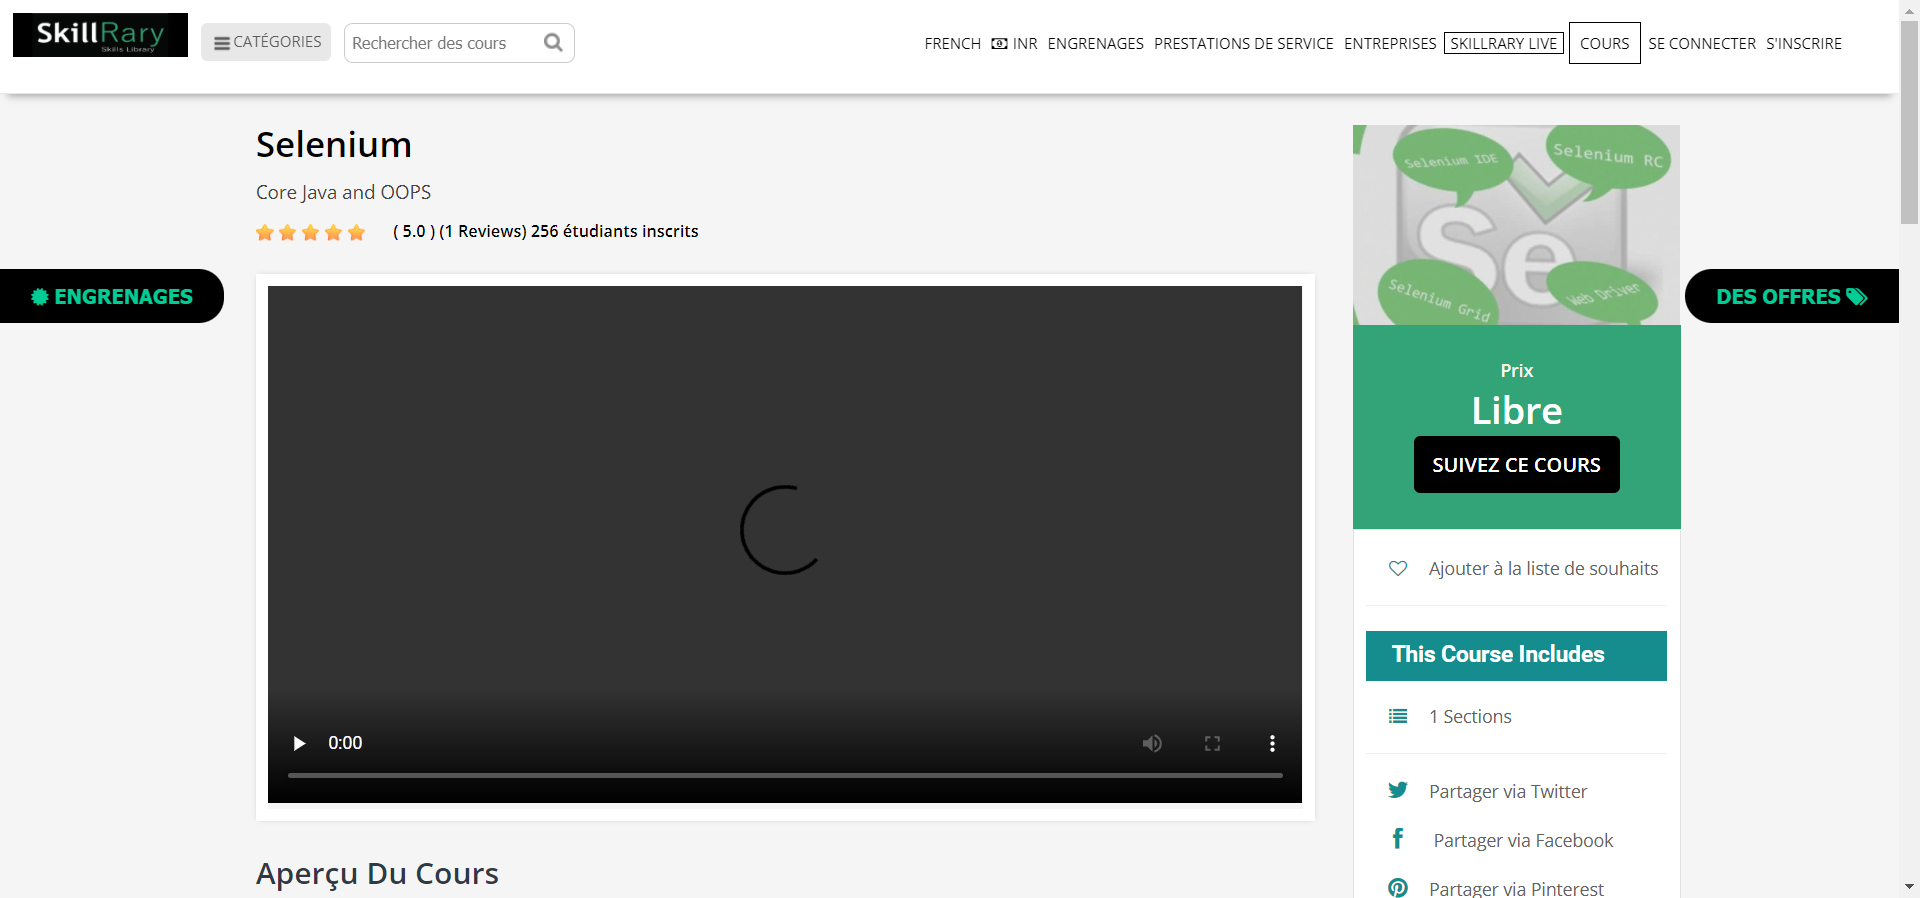 SkillRary
Skills Library
CATÉGORIES
Rechercher des cours
FRENCH INR ENGRENAGES PRESTATIONS DE SERVICE ENTREPRISES SKILLRARY LIVE COURS SE CONNECTER S'INSCRIRE
Selenium
Core Java and OOPS
( 5.0 ) (1 Reviews) 256 étudiants inscrits
ENGRENAGES
0:00
Aperçu Du Cours
Selenium IDE
Selenium RC
Se
Selenium Grid
Web Driver
DES OFFRES
Prix
Libre
SUIVEZ CE COURS
Ajouter à la liste de souhaits
This Course Includes
1 Sections
Partager via Twitter
Partager via Facebook
Partager via Pinterest